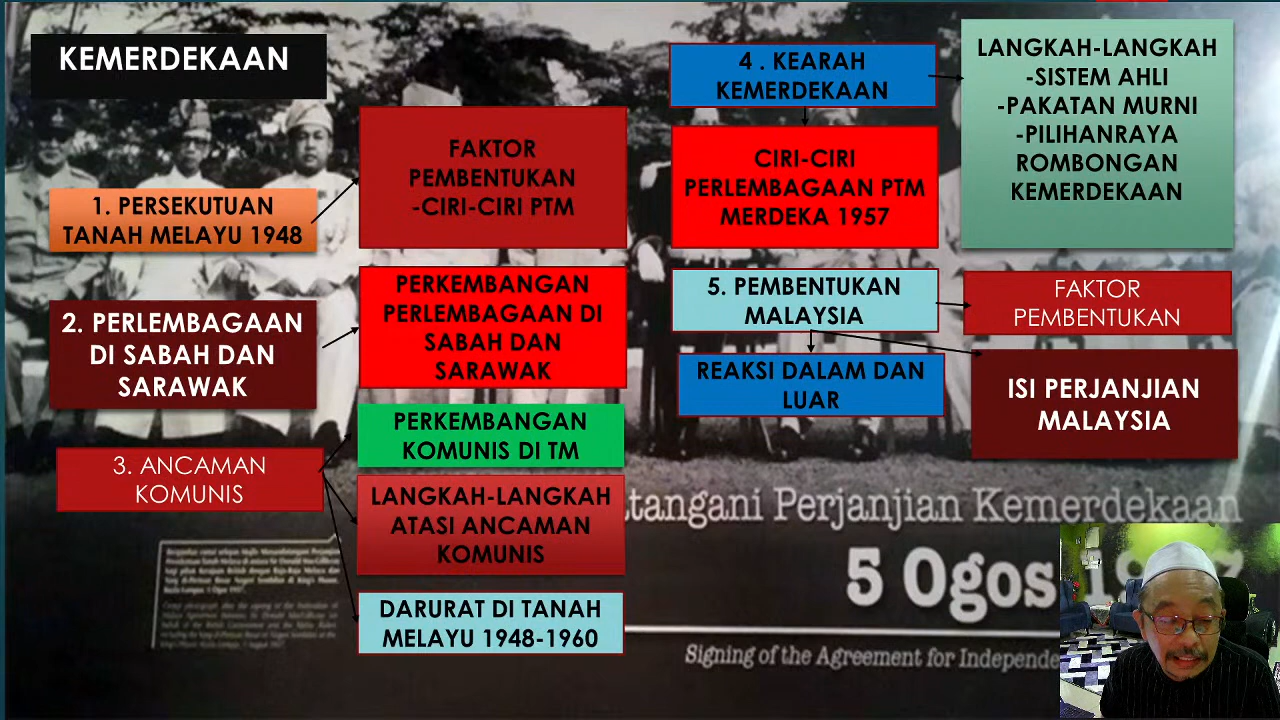 KEMERDEKAAN
1. PERSEKUTUAN
TANAH MELAYU 1948
FAKTOR
PEMBENTUKAN
-CIRI-CIRI PTM
2. PERLEMBAGAAN
DI SABAH DAN
SARAWAK
PERKEMBANGAN
PERLEMBAGAAN DI
SABAH DAN
SARAWAK
3. ANCAMAN
KOMUNIS
PERKEMBANGAN
KOMUNIS DI TM
LANGKAH-LANGKAH
ATASI ANCAMAN
KOMUNIS
DARURAT DI TANAH
MELAYU 1948-1960
4 . KEARAH
KEMERDEKAAN
LANGKAH-LANGKAH
-SISTEM AHLI
-PAKATAN MURNI
-PILIHANRAYA
ROMBONGAN
KEMERDEKAAN
CIRI-CIRI
PERLEMBAGAAN PTM
MERDEKA 1957
5. PEMBENTUKAN
MALAYSIA
FAKTOR
PEMBENTUKAN
REAKSI DALAM DAN
LUAR
ISI PERJANJIAN
MALAYSIA
tangani Perjanjian Kemerdekaan
5 Ogos
Signing of the Agreement for Independe